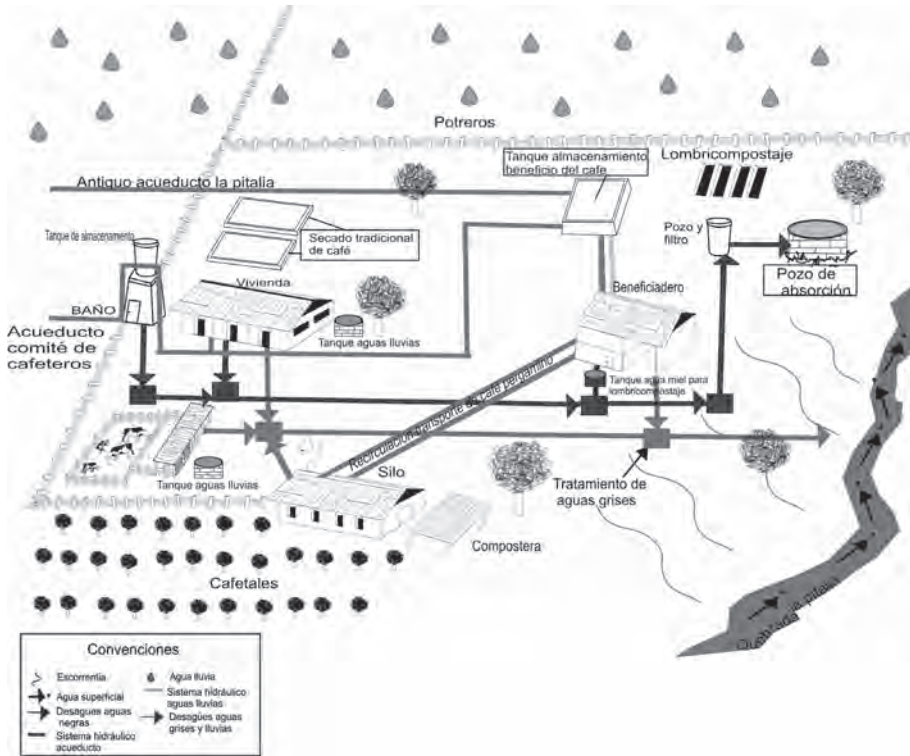 Potreros
Tanque almacenamiento
beneficio del cafe
Lombricompostaje
Antiquo acueducto la pitalia
Tanque de almacenamiento
Secado tradicional
de café
Pozo y
filtro
Pozo de
absorción
Vivienda
Beneficiadero
BAÑO
Tanque aguas lluvias
Acueducto
comité de
cafeteros
Tanque agua miel para
lombricompostaje
Recirculación transporte de café pergamino
Tanque aguas lluvias
Silo
Tratamiento de
aguas grises
Compostera
Cafetales
Quebrada pitalia
Convenciones
Escorrentía
Agua superficial
Desagües aguas
negras
Sistema hidráulico
acueducto
Agua lluvia
Sistema hidráulico
aguas lluvias
Desagües aguas
grises y lluvias